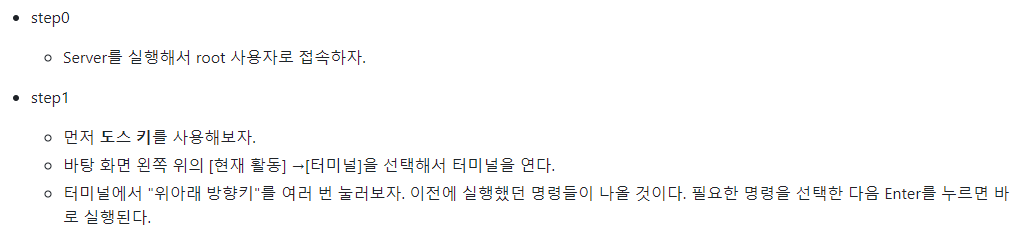 step0
Server를 실행해서 root 사용자로 접속하자.
step1
먼저 도스 키를 사용해보자.
바탕 화면 왼쪽 위의 [현재 활동] →[터미널]을 선택해서 터미널을 연다.
터미널에서 "위아래 방향키"를 여러 번 눌러보자. 이전에 실행했던 명령들이 나올 것이다. 필요한 명령을 선택한 다음 Enter를 누르면 바
로 실행된다.